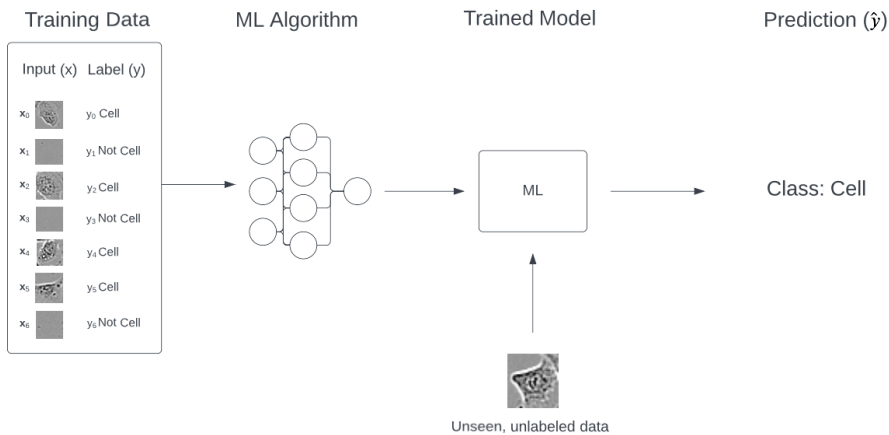 Training Data
ML Algorithm
Trained Model
Prediction (ŷ)
Input (x) Label (y)
x₀ y₀ Cell
x₁ y₁ Not Cell
x₂ y₂ Cell
x₃ y₃ Not Cell
x₄ y₄ Cell
x₅ y₅ Cell
x₆ y₆ Not Cell
ML
Class: Cell
Unseen, unlabeled data